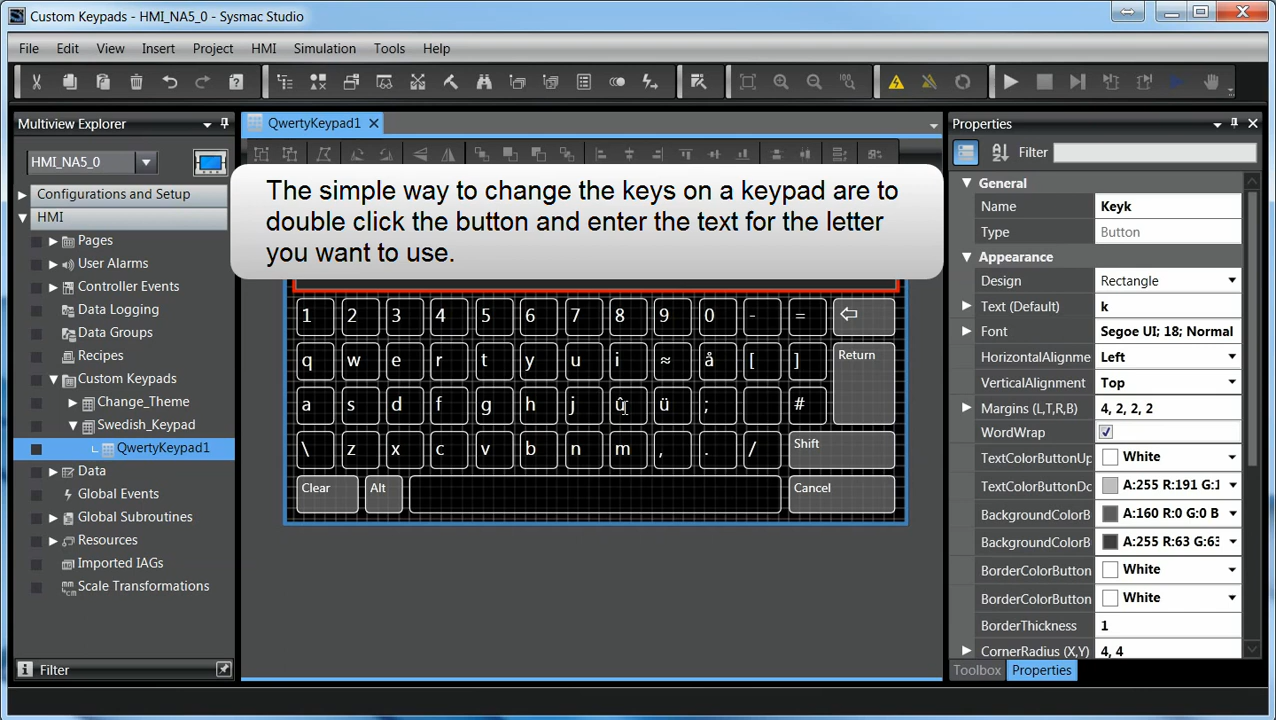 Custom Keypads - HMI_NA5_0 - Sysmac Studio
File Edit View Insert Project HMI Simulation Tools Help
Multiview Explorer
HMI_NA5_0
Configurations and Setup
HMI
Pages
User Alarms
Controller Events
Data Logging
Data Groups
Recipes
Custom Keypads
Change_Theme
Swedish_Keypad
QwertyKeypad1
Data
Global Events
Global Subroutines
Resources
Imported IAGs
Scale Transformations
Filter
QwertyKeypad1
The simple way to change the keys on a keypad are to
double click the button and enter the text for the letter
you want to use.
1 2 3 4 5 6 7 8 9 0 - =
q w e r t y u i ≈ å [ ] Return
a s d f g h j û ü ; #
\ z x c v b n m , . / Shift
Clear Alt Cancel
Properties
Filter
General
Name Keyk
Type Button
Appearance
Design Rectangle
Text (Default) k
Font Segoe UI; 18; Normal
HorizontalAlignme Left
VerticalAlignment Top
Margins (L,T,R,B) 4, 2, 2, 2
WordWrap
TextColorButtonUp White
TextColorButtonDc A:255 R:191 G:1
BackgroundColorB A:160 R:0 G:0 B
BackgroundColorB A:255 R:63 G:63
BorderColorButton White
BorderColorButton White
BorderThickness 1
CornerRadius (X,Y) 4, 4
Toolbox Properties